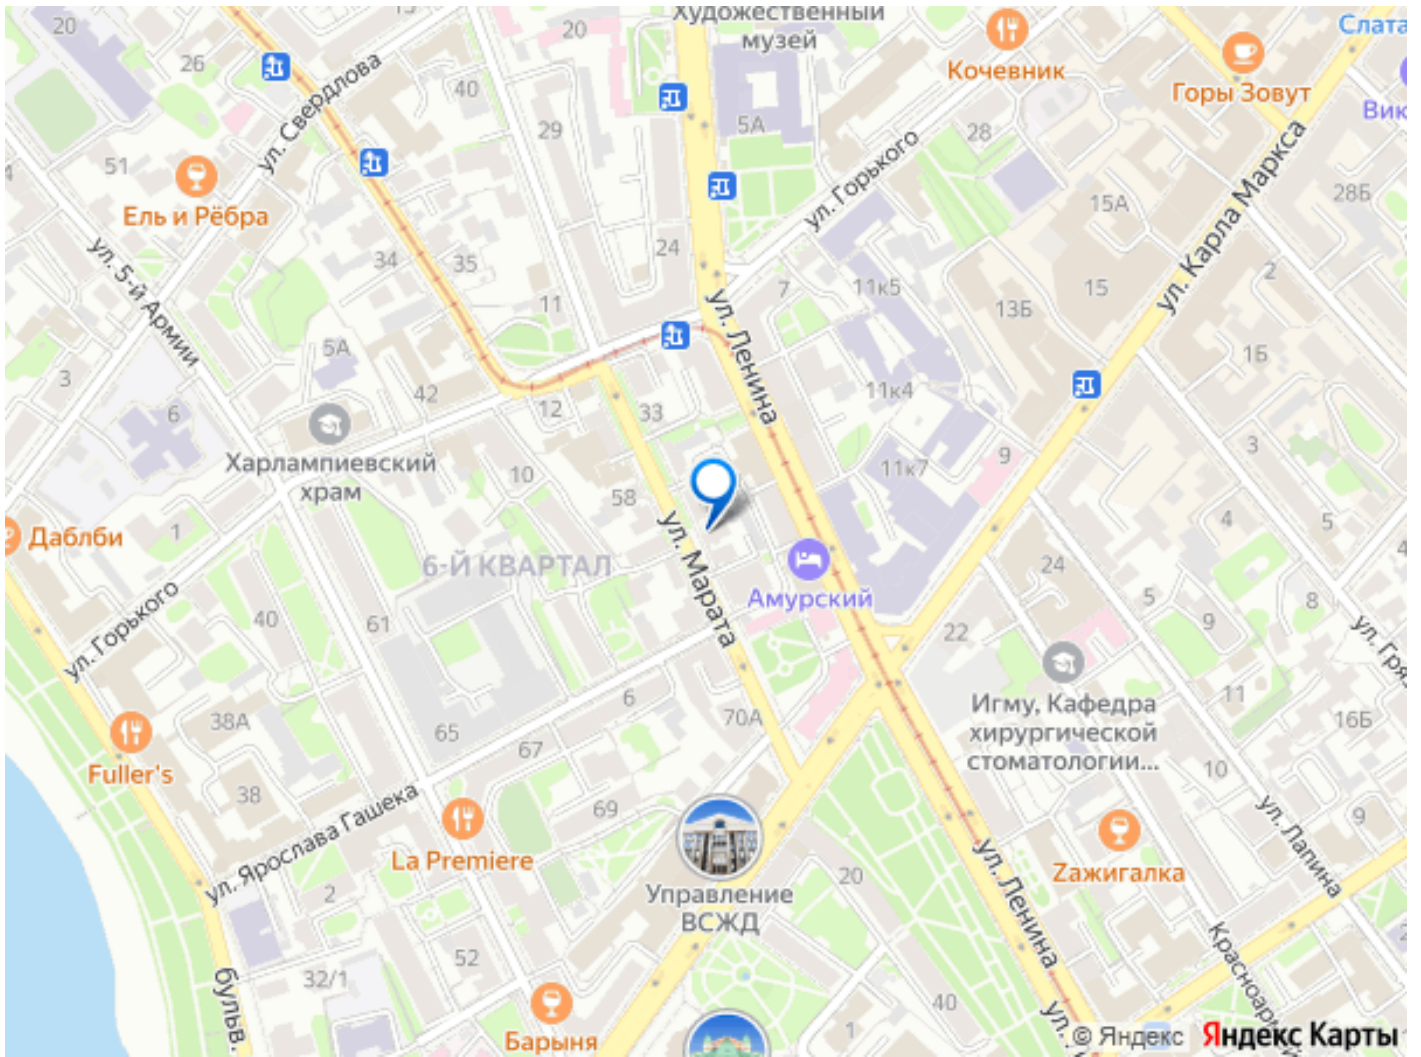 Художественный
музей
Кочевник
Слата
Горы Зовут
Вик
20
26
13
20
40
29
5А
28
28Б
51
ул. Свердлова
Ель и Рёбра
ул. Горького
15А
ул. Карла Маркса
ул. 5-й Армии
34
35
24
11
7
11к5
13Б
15
2
1Б
ул. Ленина
5А
3
6
42
12
33
11к4
Харлампиевский
храм
10
58
11к7
9
3
4
5
1
Даблби
6-Й КВАРТАЛ
ул. Марата
Амурский
24
5
8
9
ул. Горького
40
61
22
ул. Гряз
Игму, Кафедра
хирургической
стоматологии...
11
16Б
38А
65
67
6
70А
10
Fuller's
38
ул. Ярослава Гашека
La Premiere
69
Управление
ВСЖД
20
Zажигалка
ул. Лапина
9
ул. Ленина
2
32/1
52
бульв.
Барыня
40
1
Красноарм
ул.
© Яндекс Яндекс Карты